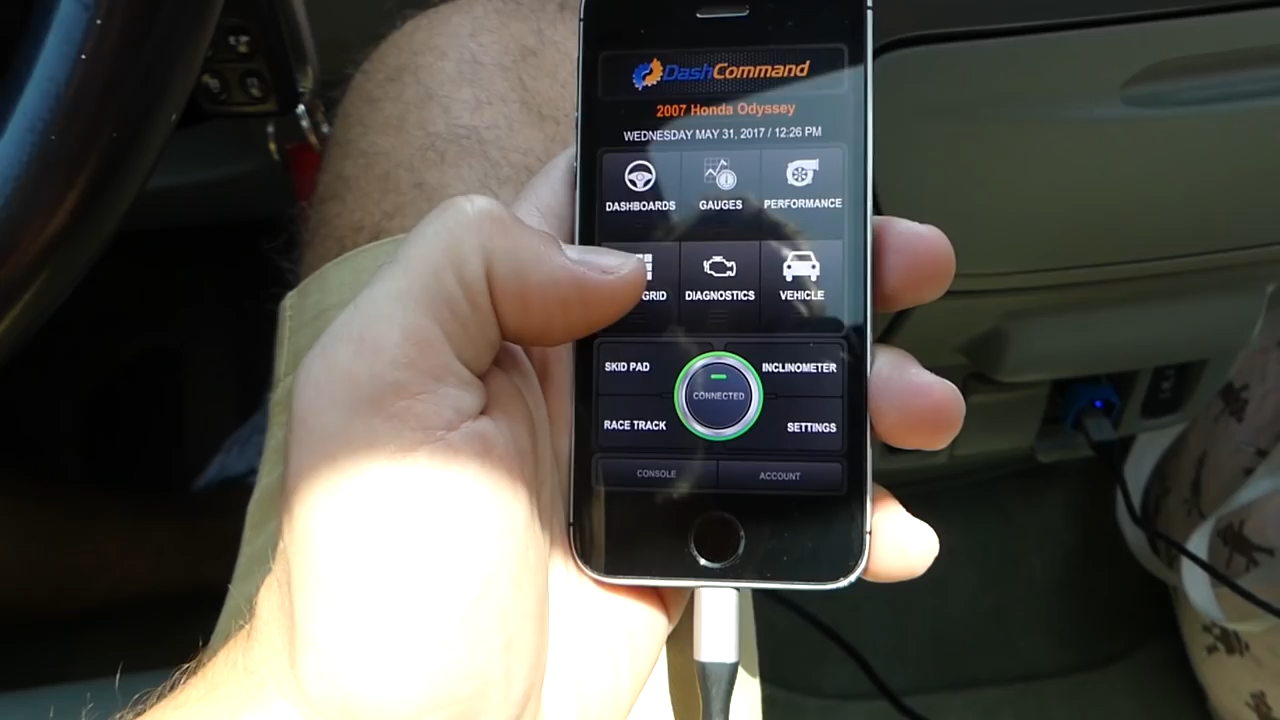 DashCommand
2007 Honda Odyssey
WEDNESDAY MAY 31, 2017 / 12:26 PM
DASHBOARDS GAUGES PERFORMANCE
GRID DIAGNOSTICS VEHICLE
SKID PAD INCLINOMETER
CONNECTED
RACE TRACK SETTINGS
CONSOLE ACCOUNT